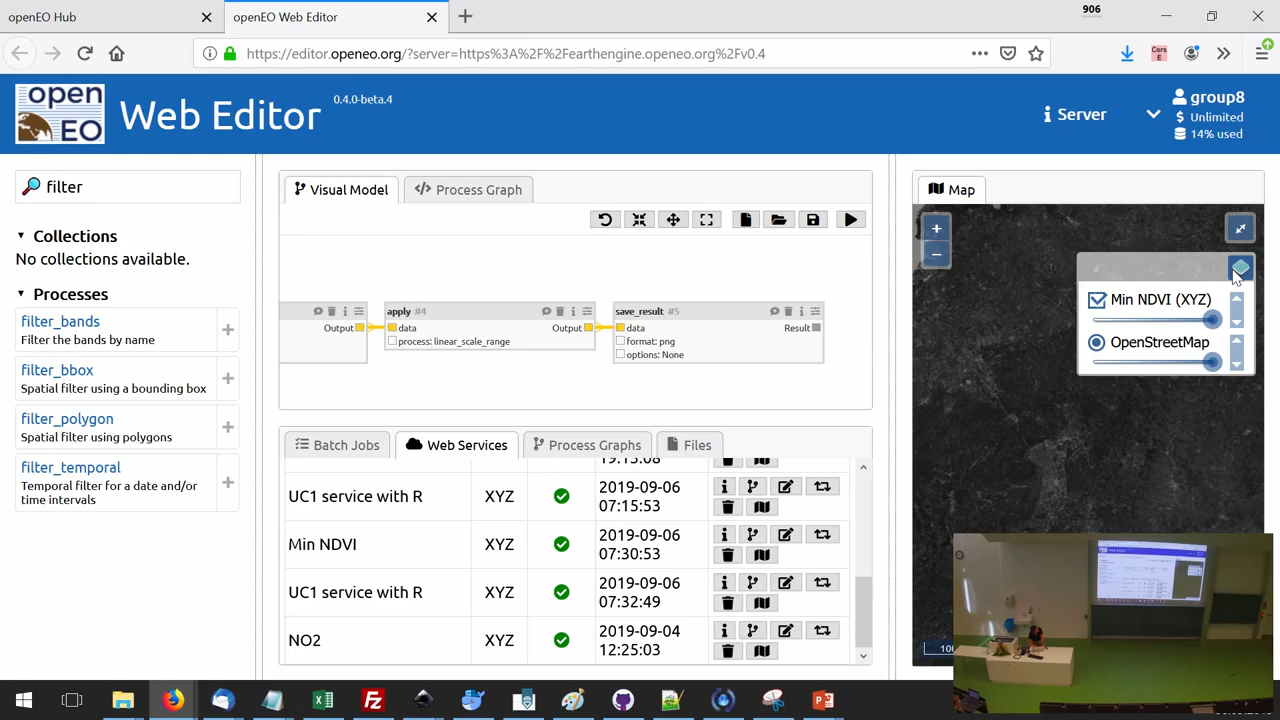 openEO Hub
openEO Web Editor
906
https://editor.openeo.org/?server=https%3A%2F%2Fearthengine.openeo.org%2Fv0.4
Cors
E
openEO
Web Editor
0.4.0-beta.4
Server
group8
$ Unlimited
14% used
filter
Collections
No collections available.
Processes
filter_bands
Filter the bands by name
filter_bbox
Spatial filter using a bounding box
filter_polygon
Spatial filter using polygons
filter_temporal
Temporal filter for a date and/or
time intervals
Visual Model
Process Graph
Output
apply #4
data
Output
process: linear_scale_range
save_result #5
data
Result
format: png
options: None
Batch Jobs
Web Services
Process Graphs
Files
19:13:08
UC1 service with R
XYZ
2019-09-06
07:15:53
Min NDVI
XYZ
2019-09-06
07:30:53
UC1 service with R
XYZ
2019-09-06
07:32:49
NO2
XYZ
2019-09-04
12:25:03
Map
+
−
Min NDVI (XYZ)
OpenStreetMap